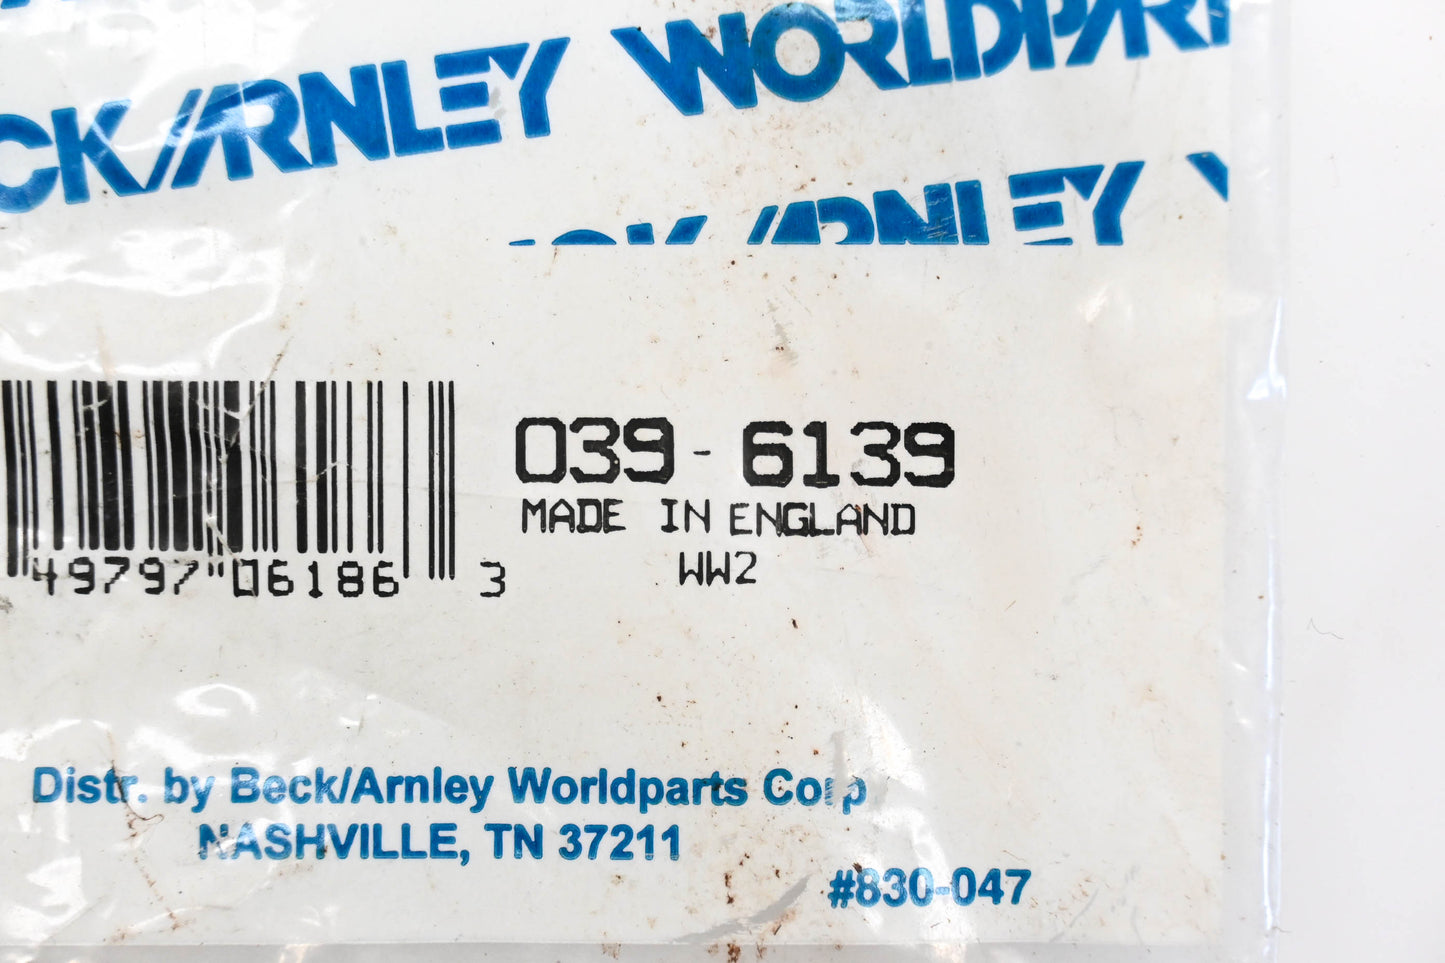 CK/ARNLEY WORLDPAR
CK/ARNLEY
039-6139
MADE IN ENGLAND
WW2
49797 06186 3
Distr. by Beck/Arnley Worldparts Corp
NASHVILLE, TN 37211
#830-047